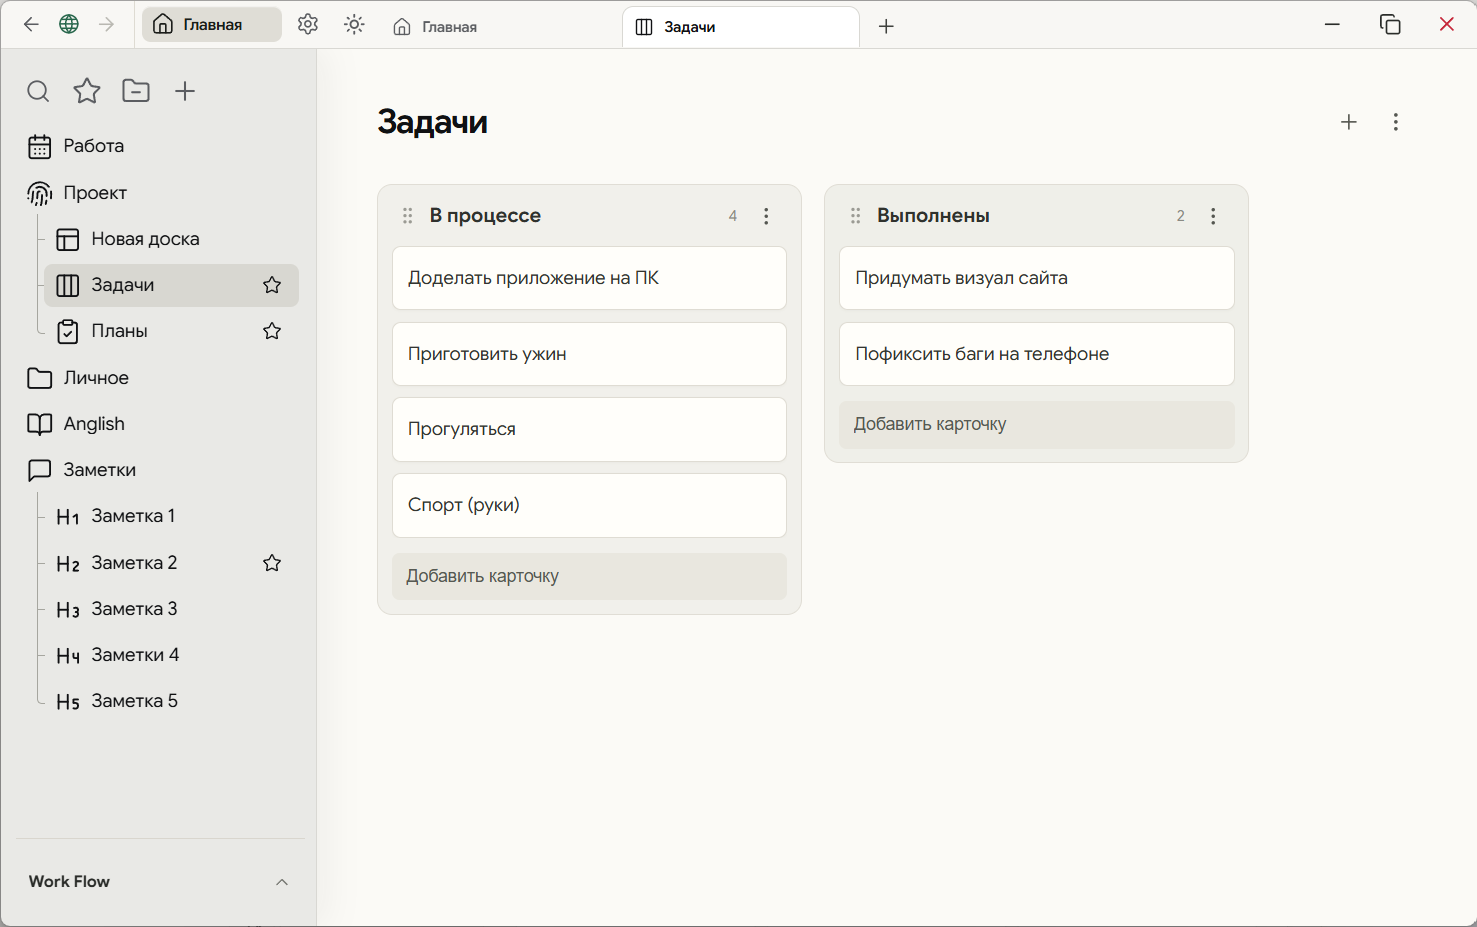 Главная
Главная
Задачи
Работа
Проект
Новая доска
Задачи
Планы
Личное
Anglish
Заметки
H1 Заметка 1
H2 Заметка 2
H3 Заметка 3
H4 Заметки 4
H5 Заметка 5
Work Flow
Задачи
В процессе 4
Доделать приложение на ПК
Приготовить ужин
Прогуляться
Спорт (руки)
Добавить карточку
Выполнены 2
Придумать визуал сайта
Пофиксить баги на телефоне
Добавить карточку